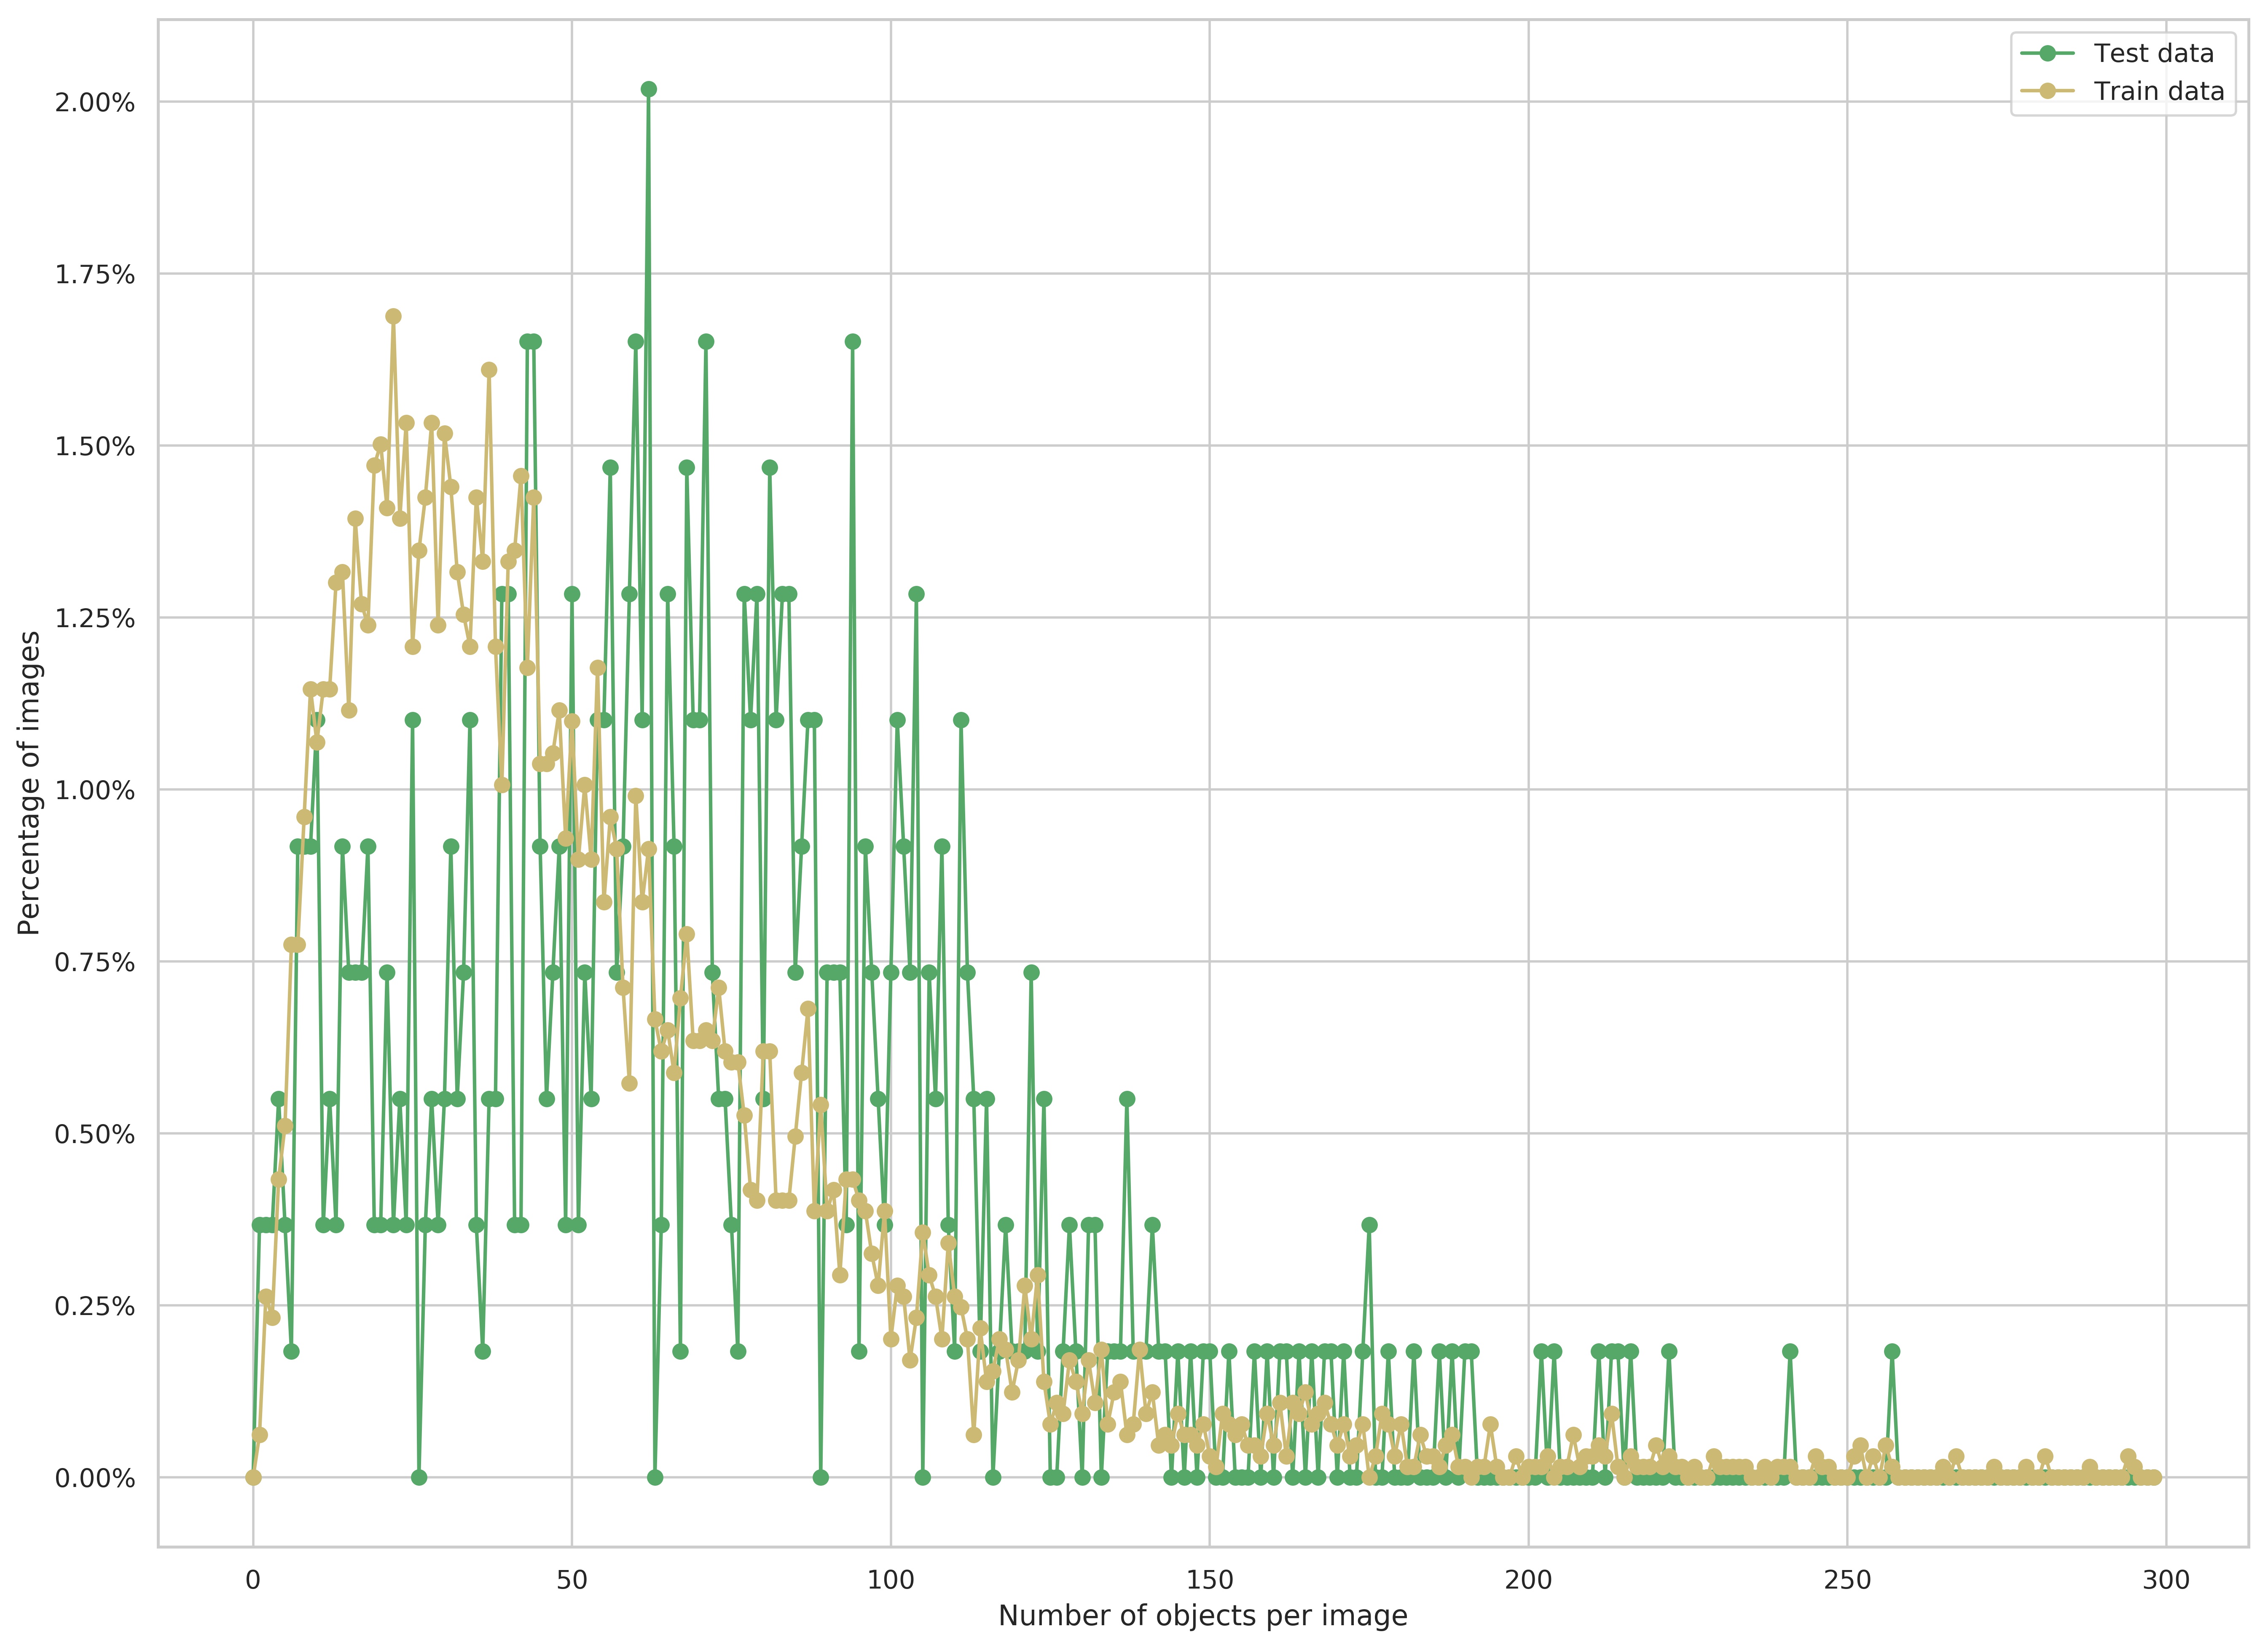 Test data
Train data
2.00%
1.75%
1.50%
1.25%
1.00%
0.75%
0.50%
0.25%
0.00%
Percentage of images
0 50 100 150 200 250 300
Number of objects per image